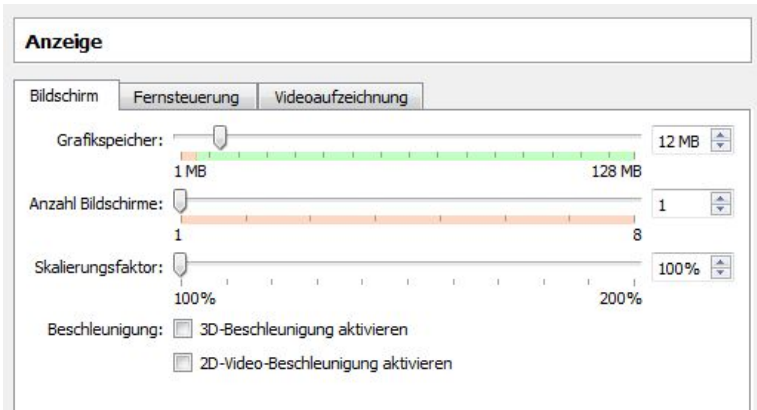 Anzeige
Bildschirm Fernsteuerung Videoaufzeichnung
Grafikspeicher: 12 MB
1 MB 128 MB
Anzahl Bildschirme: 1
1 8
Skalierungsfaktor: 100%
100% 200%
Beschleunigung: 3D-Beschleunigung aktivieren
2D-Video-Beschleunigung aktivieren